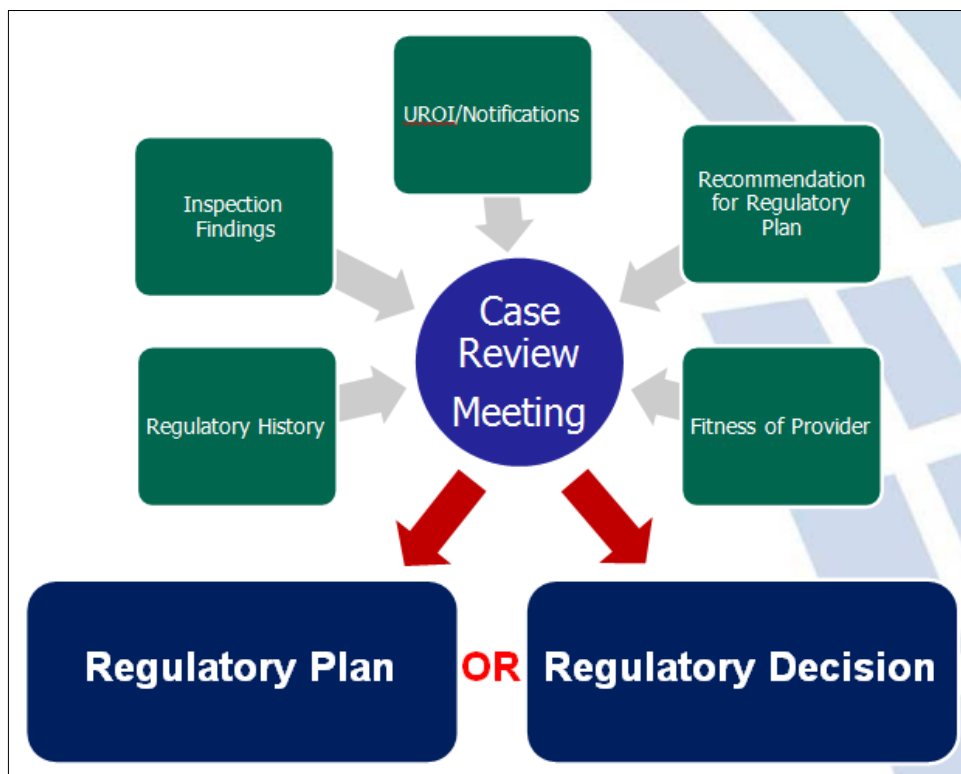 UROI/Notifications
Inspection
Findings
Recommendation
for Regulatory
Plan
Case
Review
Meeting
Regulatory History
Fitness of Provider
Regulatory Plan
OR
Regulatory Decision